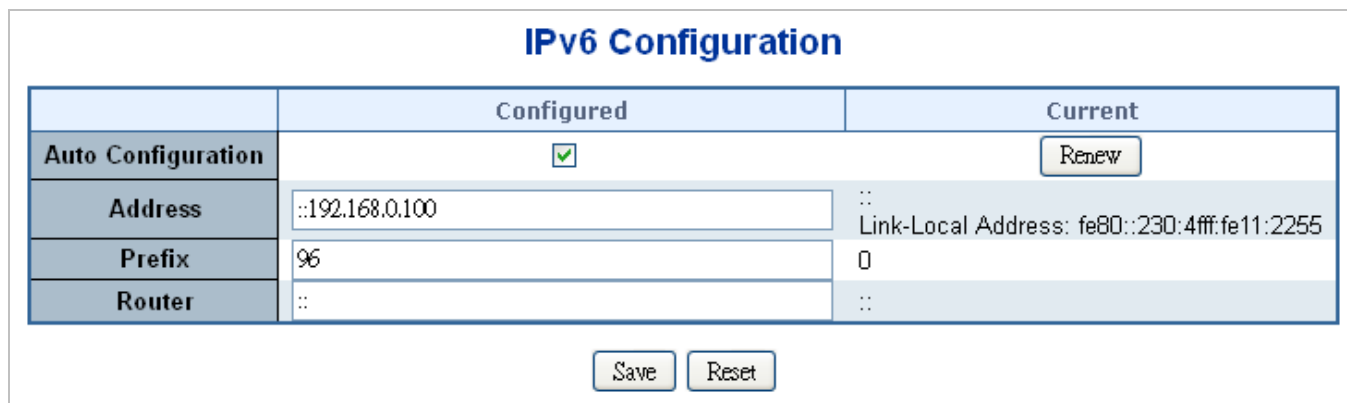 IPv6 Configuration
Configured Current
Auto Configuration Renew
Address ::192.168.0.100 ::
Link-Local Address: fe80::230:4fff:fe11:2255
Prefix 96 0
Router :: ::
Save Reset